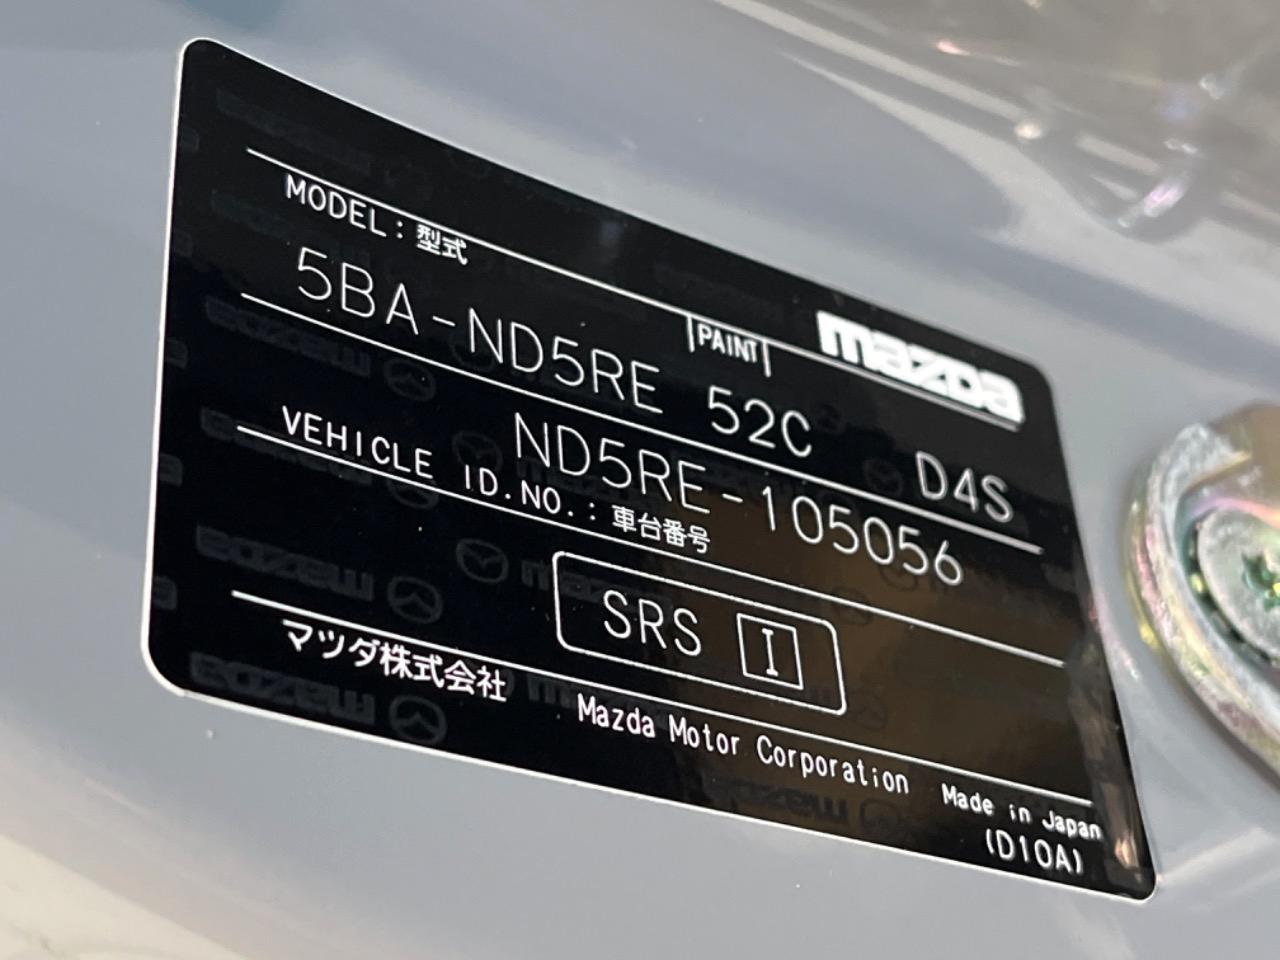 mazda
MODEL：型式
PAINT
5BA-ND5RE 52C D4S
ND5RE-105056
VEHICLE ID.NO.：車台番号
SRS I
マツダ株式会社 Mazda Motor Corporation Made in Japan
(D10A)